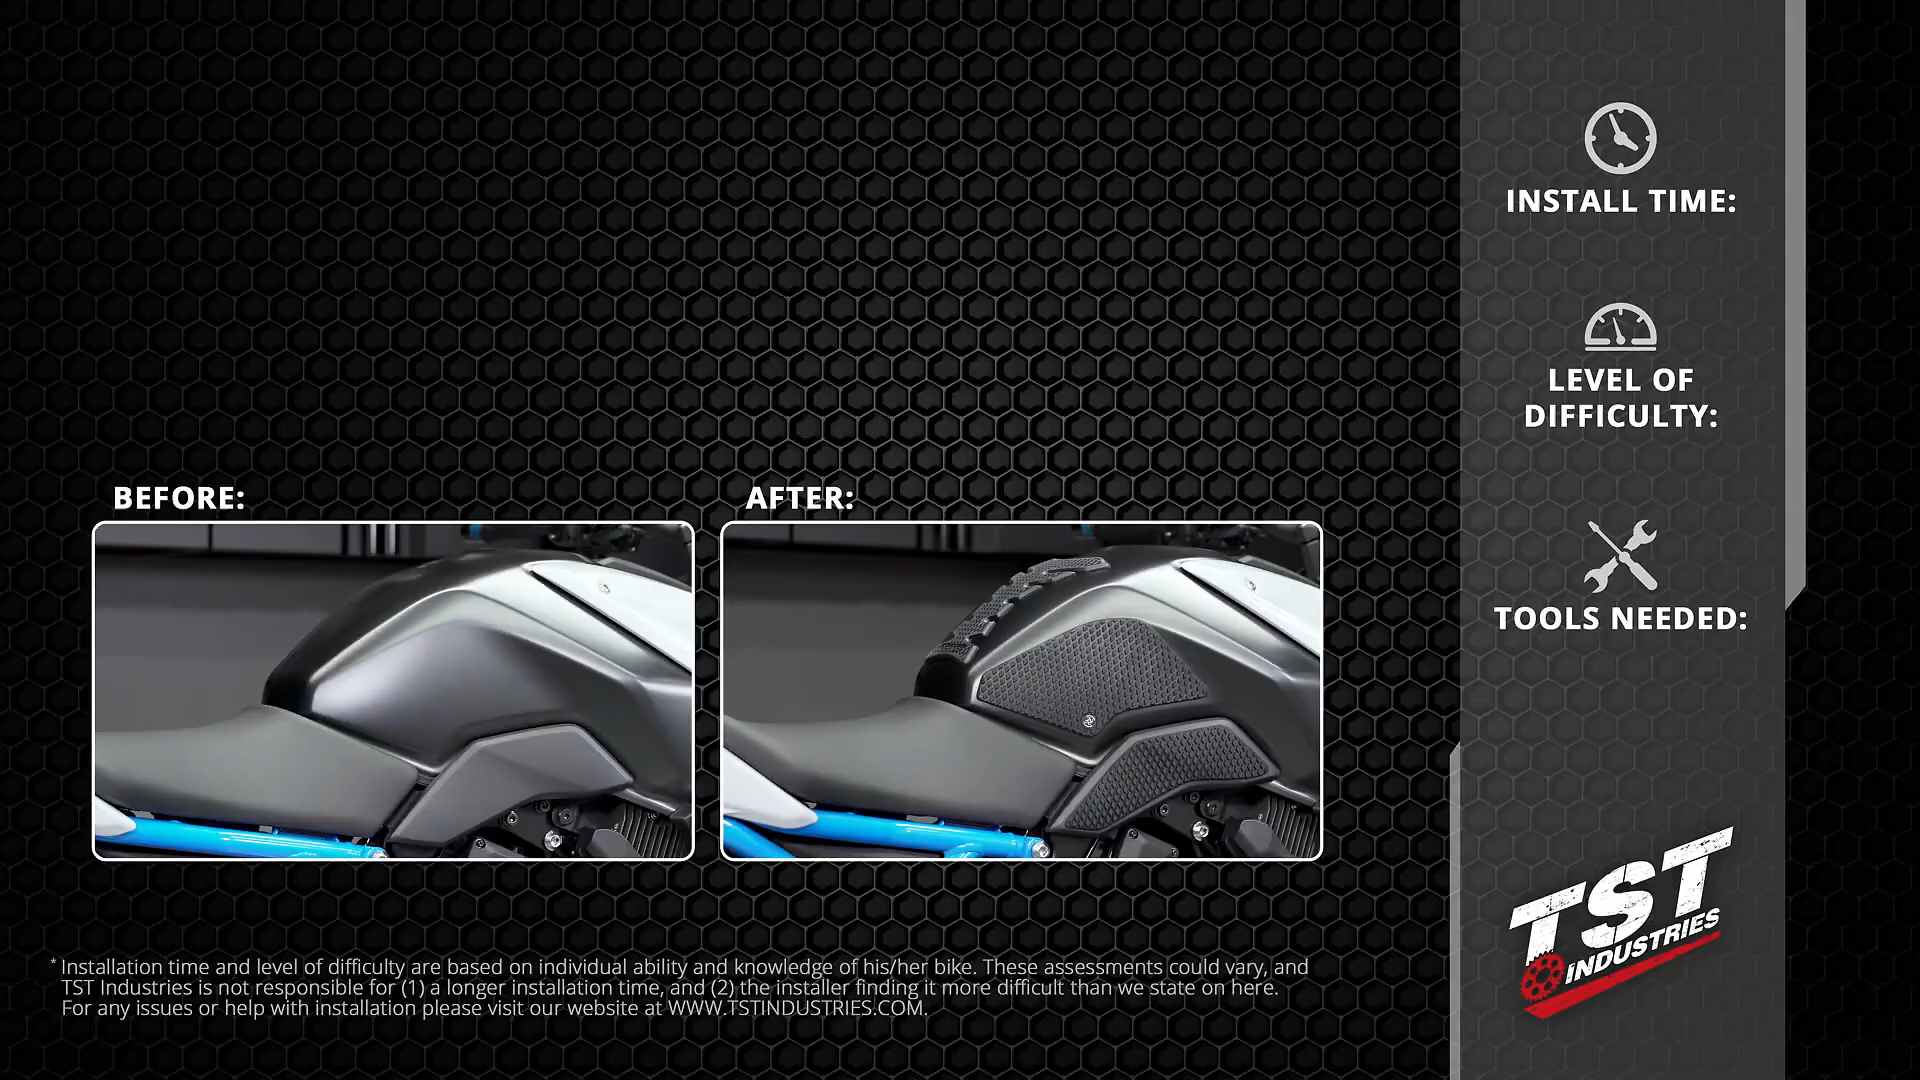 INSTALL TIME:
LEVEL OF
DIFFICULTY:
TOOLS NEEDED:
BEFORE:
AFTER:
* Installation time and level of difficulty are based on individual ability and knowledge of his/her bike. These assessments could vary, and
TST Industries is not responsible for (1) a longer installation time, and (2) the installer finding it more difficult than we state on here.
For any issues or help with installation please visit our website at WWW.TSTINDUSTRIES.COM.
TST
INDUSTRIES